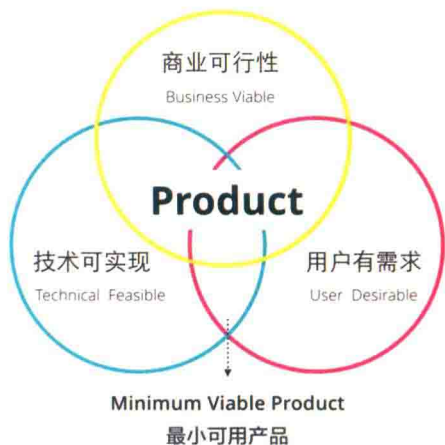 商业可行性
Business Viable
Product
技术可实现
Technical Feasible
用户有需求
User Desirable
Minimum Viable Product
最小可用产品